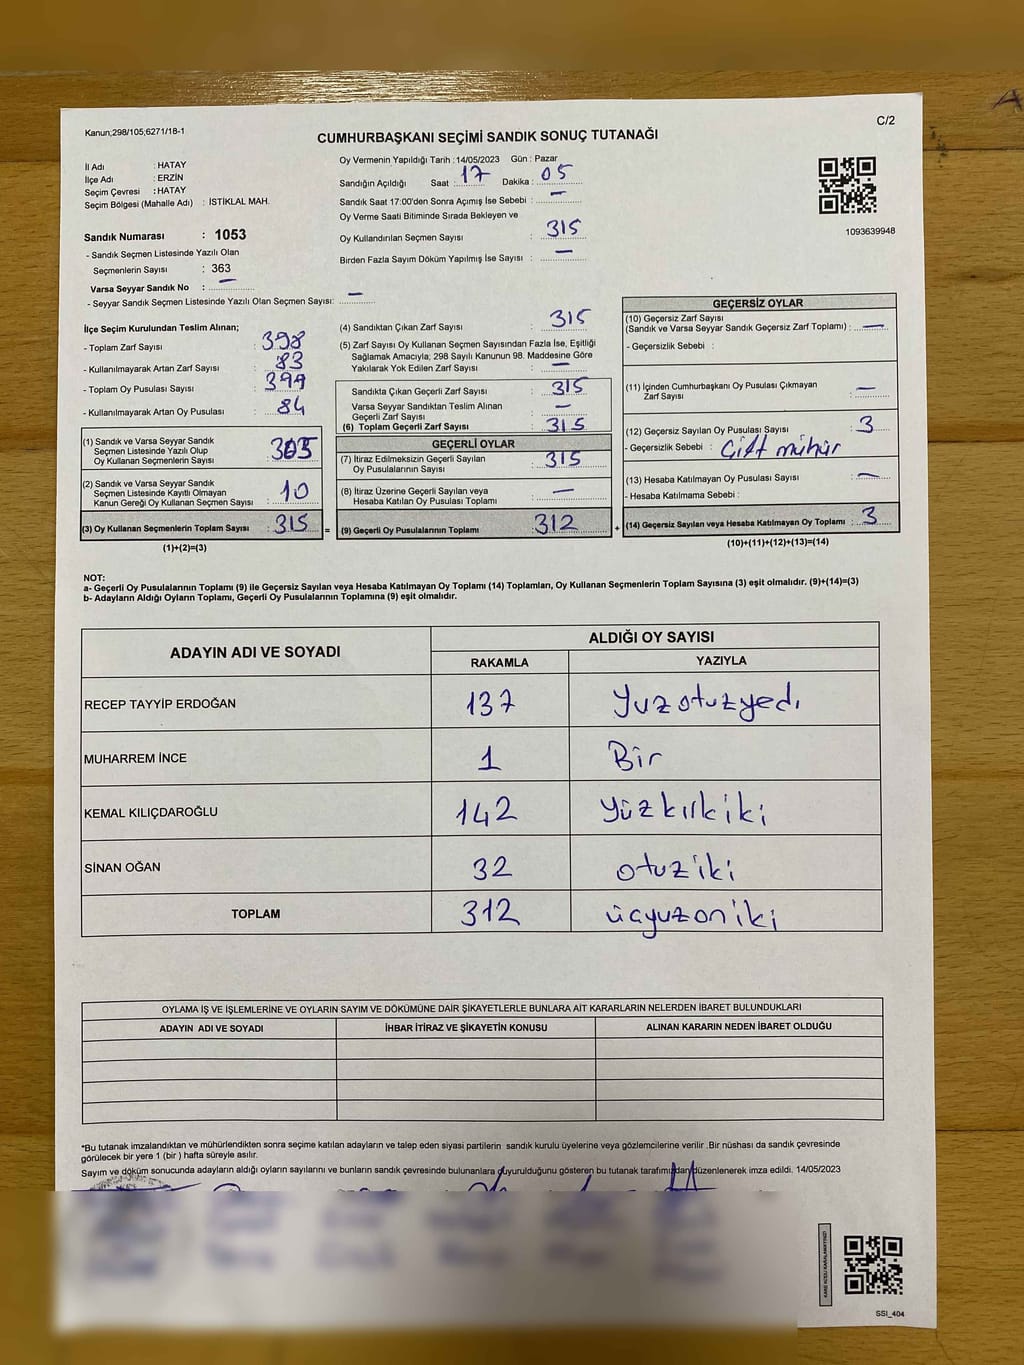 Kanun;298/105;6271/18-1
C/2
CUMHURBAŞKANI SEÇİMİ SANDIK SONUÇ TUTANAĞI
İl Adı : HATAY
İlçe Adı : ERZİN
Seçim Çevresi : HATAY
Seçim Bölgesi (Mahalle Adı) : İSTİKLAL MAH.
Sandık Numarası : 1053
- Sandık Seçmen Listesinde Yazılı Olan
Seçmenlerin Sayısı : 363
Varsa Seyyar Sandık No : —
- Seyyar Sandık Seçmen Listesinde Yazılı Olan Seçmen Sayısı: —
Oy Vermenin Yapıldığı Tarih : 14/05/2023 Gün : Pazar
Sandığın Açıldığı Saat : 17 Dakika : 05
Sandık Saat 17:00'den Sonra Açımış İse Sebebi : —
Oy Verme Saati Bitiminde Sırada Bekleyen ve
Oy Kullandırılan Seçmen Sayısı : 315
Birden Fazla Sayım Döküm Yapılmış İse Sayısı : —
1093639948
İlçe Seçim Kurulundan Teslim Alınan;
- Toplam Zarf Sayısı : 398
- Kullanılmayarak Artan Zarf Sayısı : 83
- Toplam Oy Pusulası Sayısı : 399
- Kullanılmayarak Artan Oy Pusulası : 84
(1) Sandık ve Varsa Seyyar Sandık
Seçmen Listesinde Yazılı Olup
Oy Kullanan Seçmenlerin Sayısı : 305
(2) Sandık ve Varsa Seyyar Sandık
Seçmen Listesinde Kayıtlı Olmayan
Kanun Gereği Oy Kullanan Seçmen Sayısı : 10
(3) Oy Kullanan Seçmenlerin Toplam Sayısı : 315 =
(1)+(2)=(3)
(4) Sandıktan Çıkan Zarf Sayısı : 315
(5) Zarf Sayısı Oy Kullanan Seçmen Sayısından Fazla İse, Eşitliği
Sağlamak Amacıyla; 298 Sayılı Kanunun 98. Maddesine Göre
Yakılarak Yok Edilen Zarf Sayısı : —
Sandıkta Çıkan Geçerli Zarf Sayısı : 315
Varsa Seyyar Sandıktan Teslim Alınan
Geçerli Zarf Sayısı : —
(6) Toplam Geçerli Zarf Sayısı : 315
GEÇERLİ OYLAR
(7) İtiraz Edilmeksizin Geçerli Sayılan
Oy Pusulalarının Sayısı : 315
(8) İtiraz Üzerine Geçerli Sayılan veya
Hesaba Katılan Oy Pusulası Toplamı : —
(9) Geçerli Oy Pusulalarının Toplamı : 312 +
GEÇERSİZ OYLAR
(10) Geçersiz Zarf Sayısı
(Sandık ve Varsa Seyyar Sandık Geçersiz Zarf Toplamı) : —
- Geçersizlik Sebebi :
(11) İçinden Cumhurbaşkanı Oy Pusulası Çıkmayan
Zarf Sayısı : —
(12) Geçersiz Sayılan Oy Pusulası Sayısı : 3
- Geçersizlik Sebebi : Çift mühür
(13) Hesaba Katılmayan Oy Pusulası Sayısı : —
- Hesaba Katılmama Sebebi :
(14) Geçersiz Sayılan veya Hesaba Katılmayan Oy Toplamı : 3
(10)+(11)+(12)+(13)=(14)
NOT:
a- Geçerli Oy Pusulalarının Toplamı (9) ile Geçersiz Sayılan veya Hesaba Katılmayan Oy Toplamı (14) Toplamları, Oy Kullanan Seçmenlerin Toplam Sayısına (3) eşit olmalıdır. (9)+(14)=(3)
b- Adayların Aldığı Oyların Toplamı, Geçerli Oy Pusulalarının Toplamına (9) eşit olmalıdır.
ADAYIN ADI VE SOYADI ALDIĞI OY SAYISI
RAKAMLA YAZIYLA
RECEP TAYYİP ERDOĞAN 137 Yuzotuzyedi
MUHARREM İNCE 1 Bir
KEMAL KILIÇDAROĞLU 142 yüzkırkiki
SİNAN OĞAN 32 otuziki
TOPLAM 312 üçyuzoniki
OYLAMA İŞ VE İŞLEMLERİNE VE OYLARIN SAYIM VE DÖKÜMÜNE DAİR ŞİKAYETLERLE BUNLARA AİT KARARLARIN NELERDEN İBARET BULUNDUKLARI
ADAYIN ADI VE SOYADI İHBAR İTİRAZ VE ŞİKAYETİN KONUSU ALINAN KARARIN NEDEN İBARET OLDUĞU
*Bu tutanak imzalandıktan ve mühürlendikten sonra seçime katılan adayların ve talep eden siyasi partilerin sandık kurulu üyelerine veya gözlemcilerine verilir .Bir nüshası da sandık çevresinde
görülecek bir yere 1 (bir ) hafta süreyle asılır.
Sayım ve döküm sonucunda adayların aldığı oyların sayılarını ve bunların sandık çevresinde bulunanlara duyurulduğunu gösteren bu tutanak tarafımızdan düzenlenerek imza edildi. 14/05/2023
SSI_404